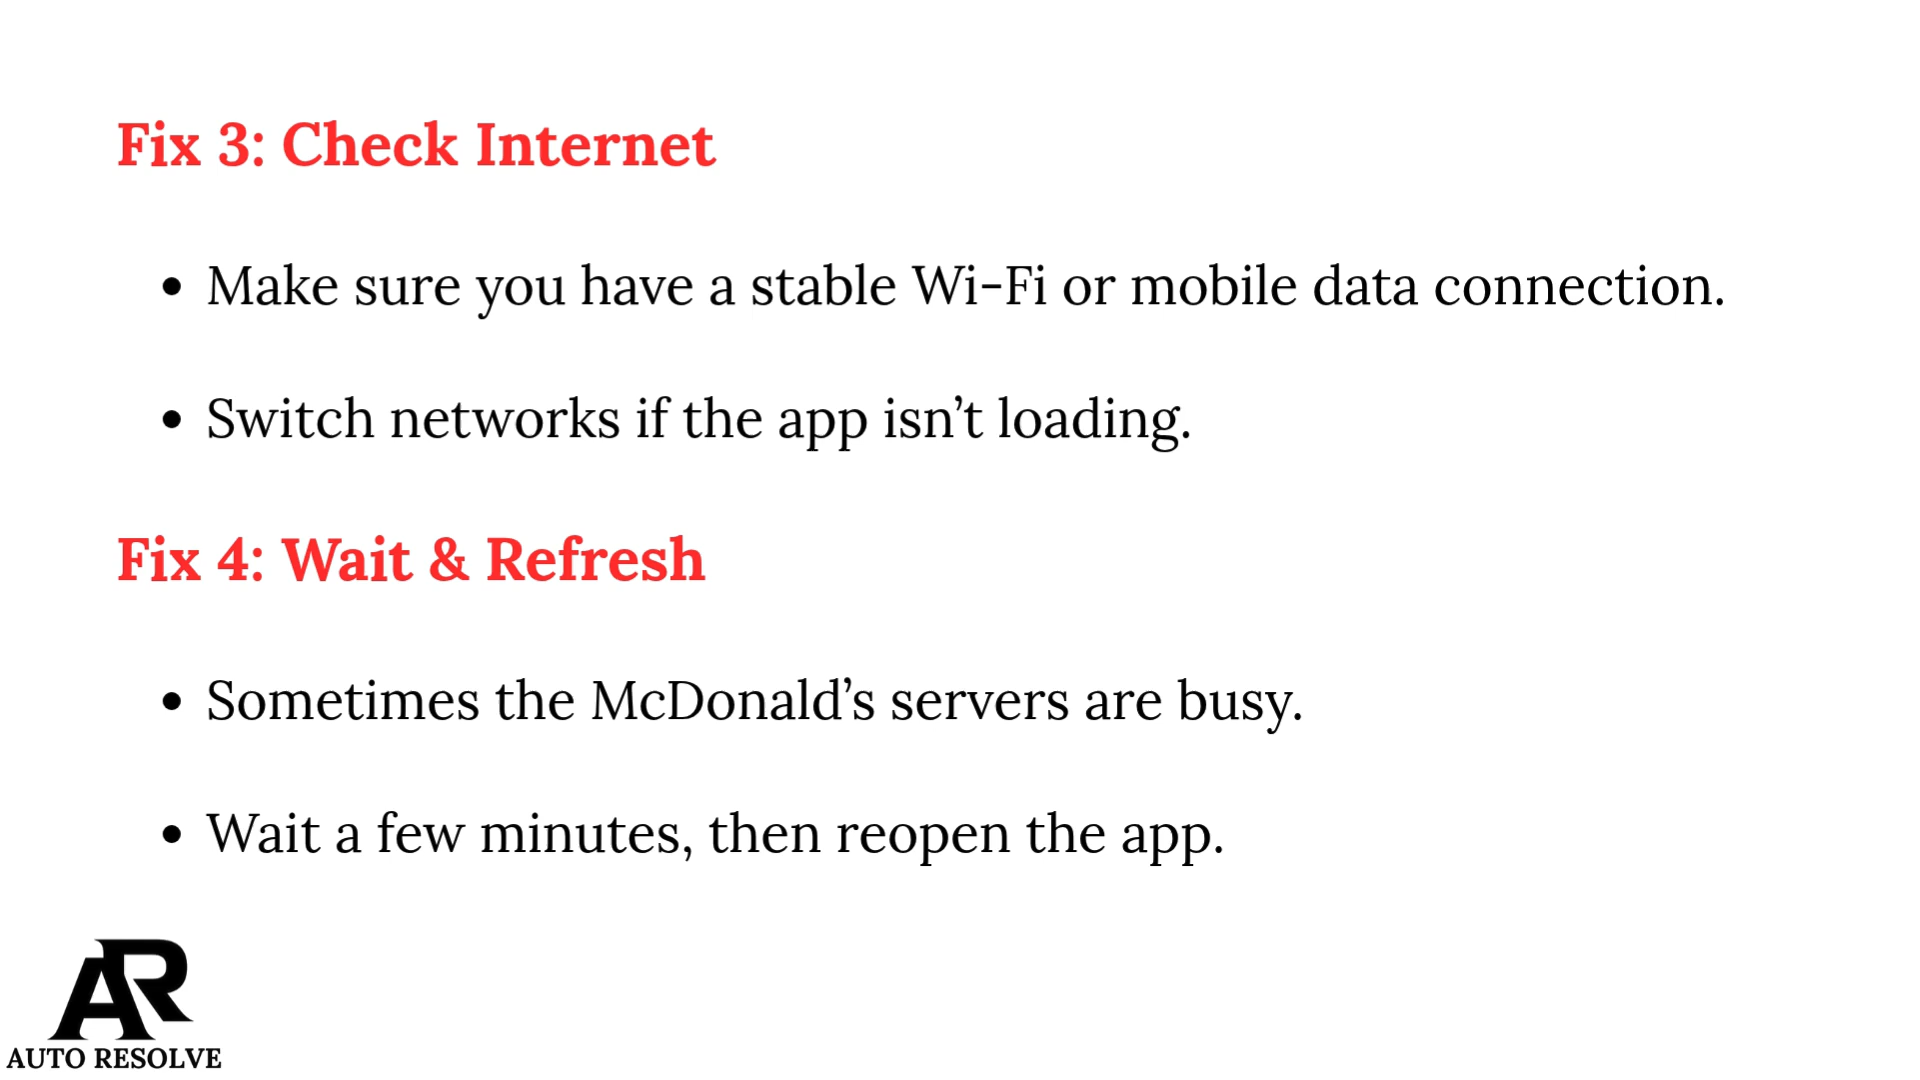 Fix 3: Check Internet
• Make sure you have a stable Wi-Fi or mobile data connection.
• Switch networks if the app isn’t loading.
Fix 4: Wait & Refresh
• Sometimes the McDonald’s servers are busy.
• Wait a few minutes, then reopen the app.
AR
AUTO RESOLVE